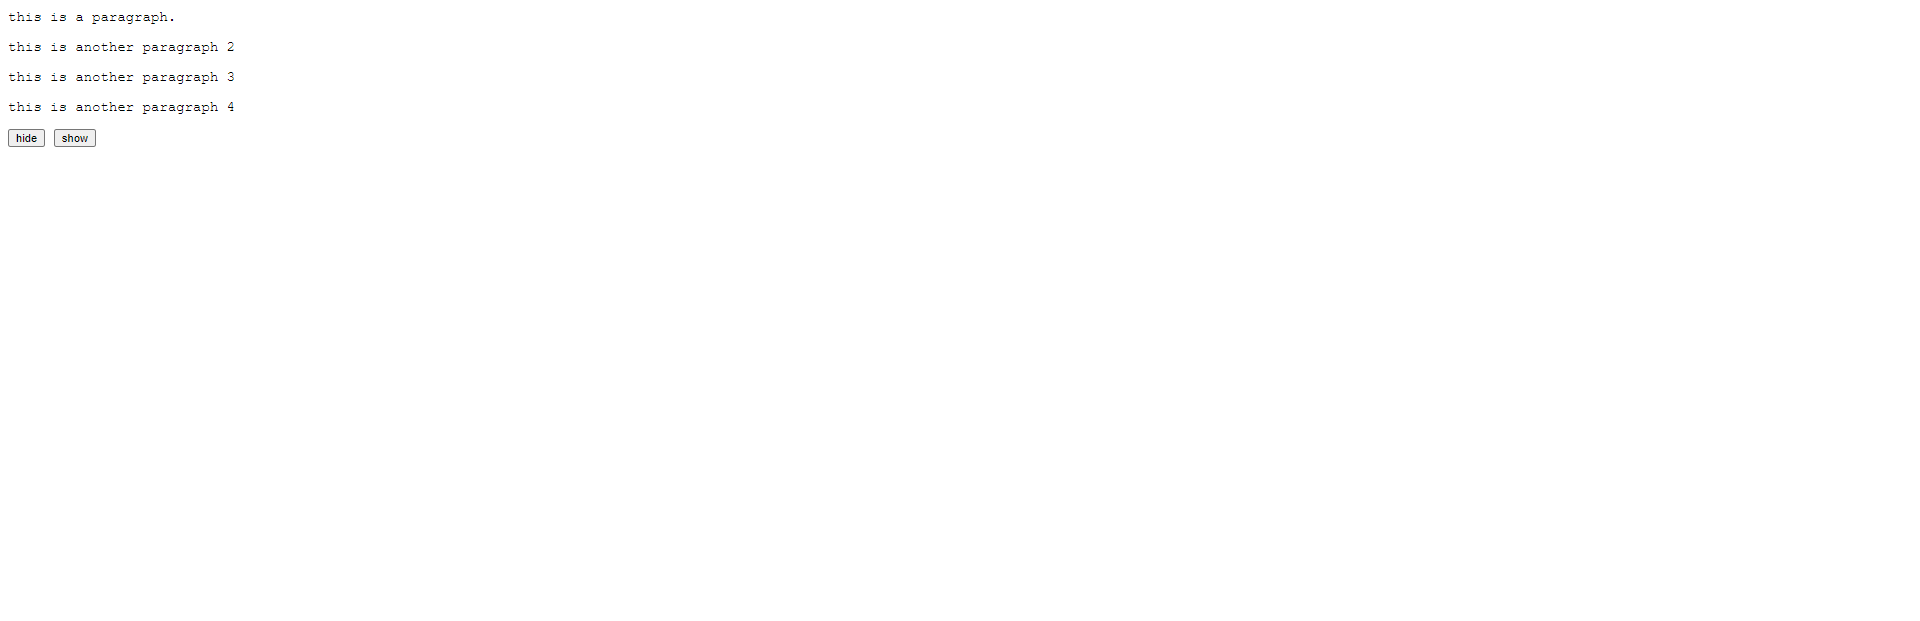 this is a paragraph.
this is another paragraph 2
this is another paragraph 3
this is another paragraph 4
hide show